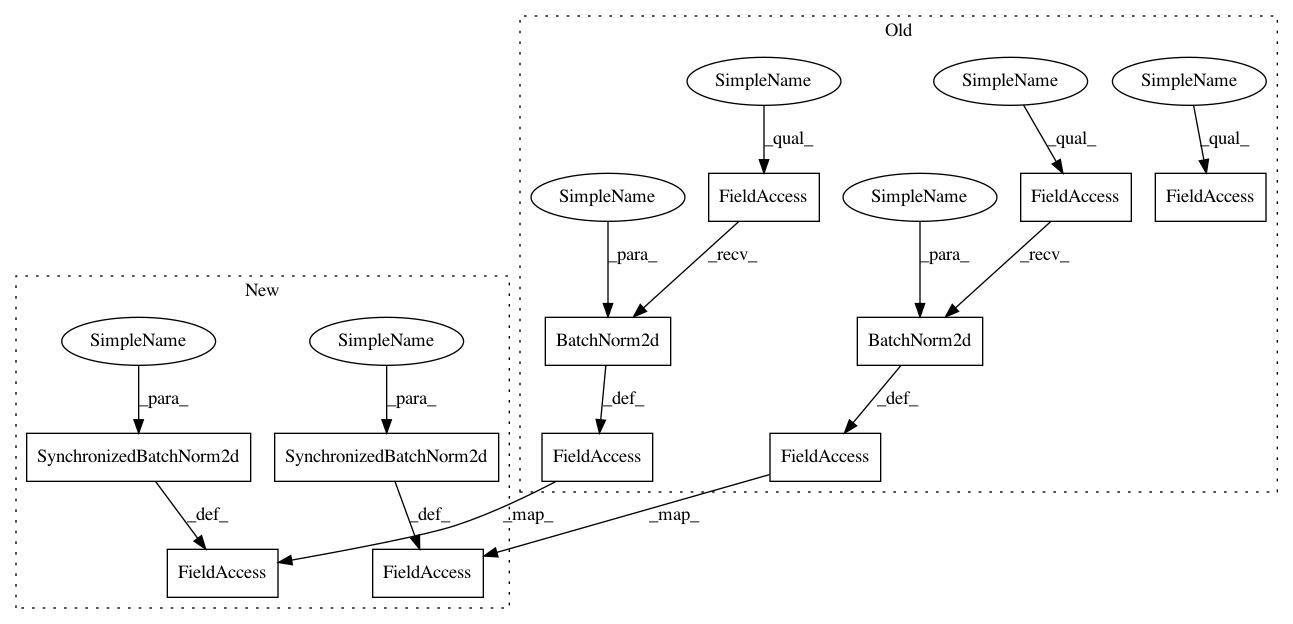 Old
SimpleName
SimpleName
SimpleName
_qual_
_qual_
_qual_
SimpleName
FieldAccess
SimpleName
FieldAccess
FieldAccess
_para_
_recv_
_para_
_recv_
New
SimpleName
SimpleName
BatchNorm2d
BatchNorm2d
_para_
_para_
_def_
_def_
SynchronizedBatchNorm2d
SynchronizedBatchNorm2d
FieldAccess
FieldAccess
_def_
_def_
_map_
_map_
FieldAccess
FieldAccess